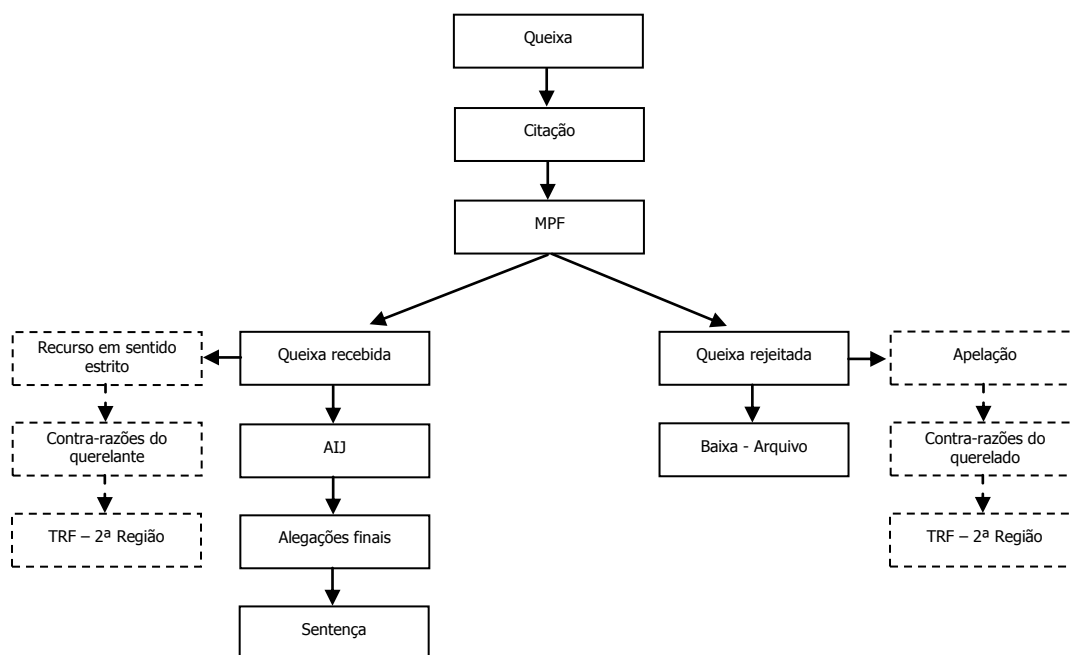 Queixa
Citação
MPF
Recurso em sentido
estrito
Queixa recebida
Queixa rejeitada
Apelação
Contra-razões do
querelante
AIJ
Baixa - Arquivo
Contra-razões do
querelado
TRF – 2ª Região
Alegações finais
TRF – 2ª Região
Sentença